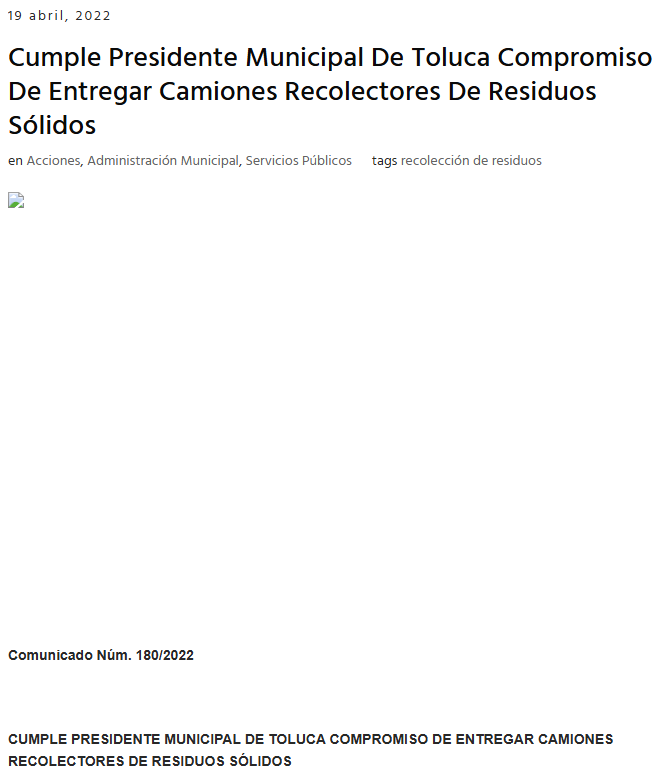 19 abril, 2022
Cumple Presidente Municipal De Toluca Compromiso
De Entregar Camiones Recolectores De Residuos
Sólidos
en Acciones, Administración Municipal, Servicios Públicos tags recolección de residuos
Comunicado Núm. 180/2022
CUMPLE PRESIDENTE MUNICIPAL DE TOLUCA COMPROMISO DE ENTREGAR CAMIONES
RECOLECTORES DE RESIDUOS SÓLIDOS